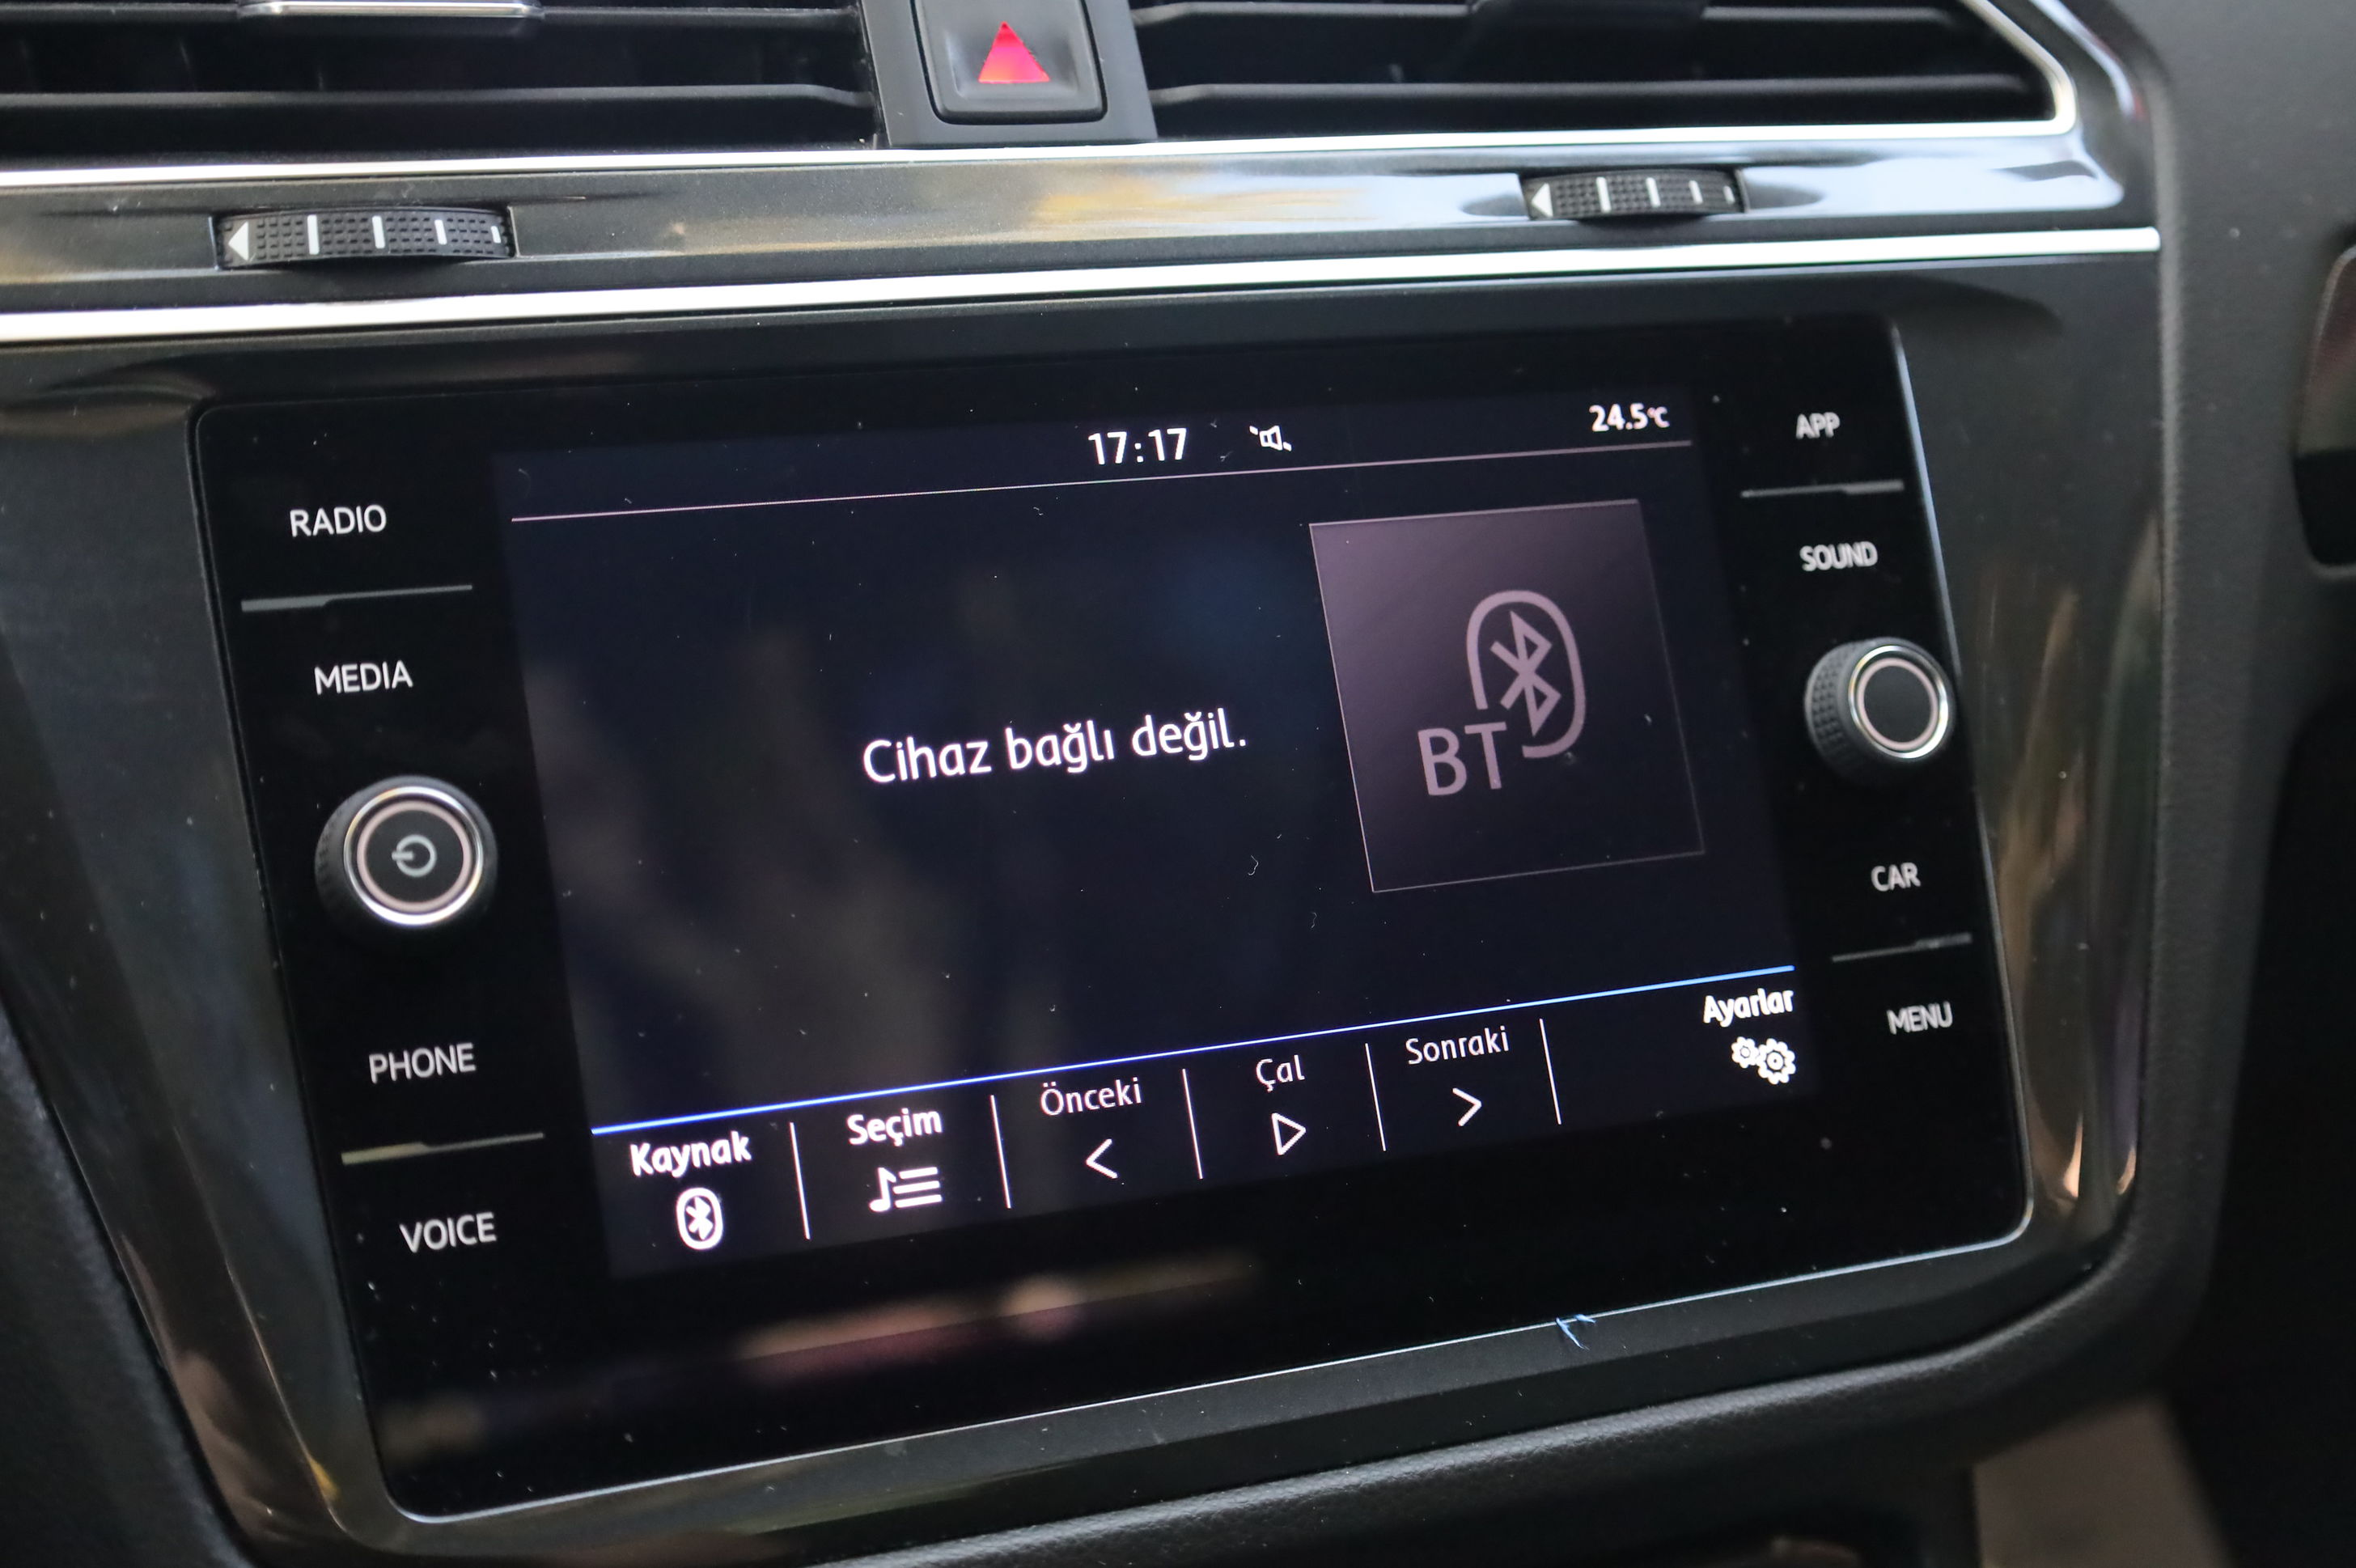 17:17
24.5°C
RADIO
MEDIA
PHONE
VOICE
Cihaz bağlı değil.
BT
Kaynak
Seçim
Önceki
Çal
Sonraki
Ayarlar
APP
SOUND
CAR
MENU